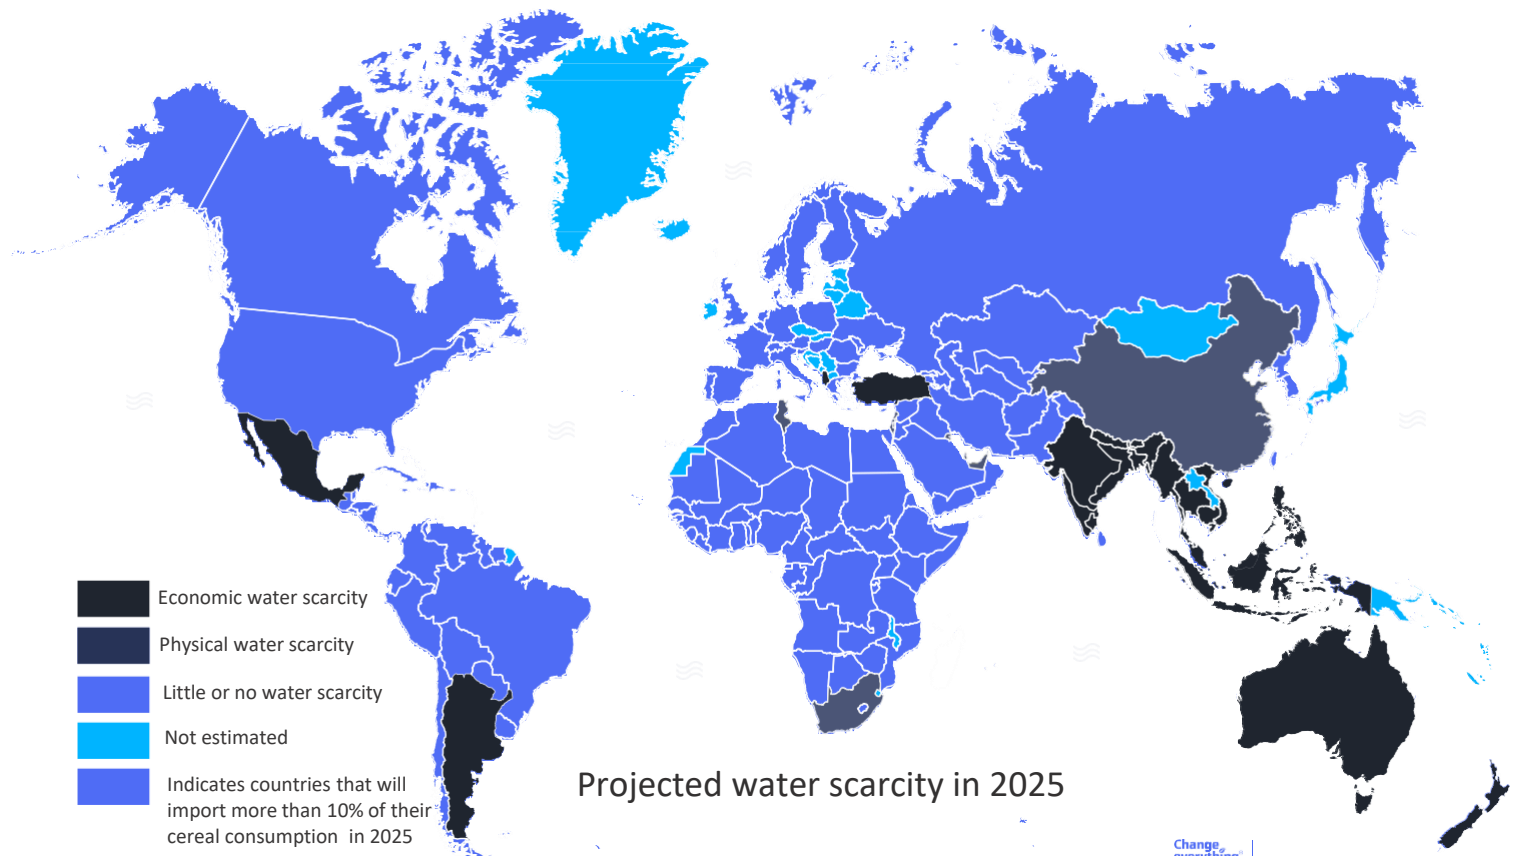 Economic water scarcity
Physical water scarcity
Little or no water scarcity
Not estimated
Indicates countries that will
import more than 10% of their
cereal consumption in 2025
Projected water scarcity in 2025
Change
everything